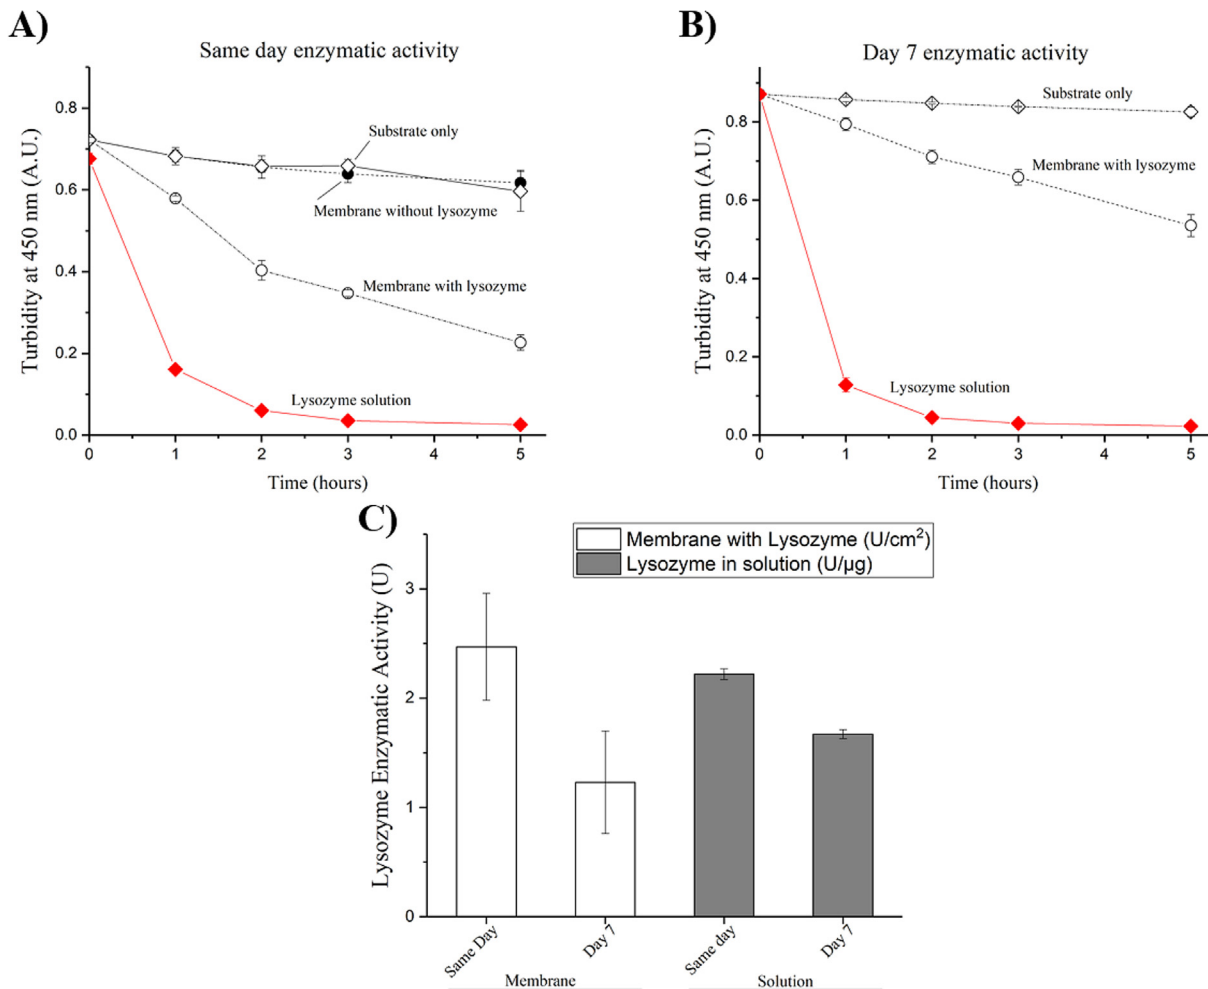 A)
Same day enzymatic activity
Turbidity at 450 nm (A.U.)
0.8
0.6
0.4
0.2
0.0
Substrate only
Membrane without lysozyme
Membrane with lysozyme
Lysozyme solution
0 1 2 3 4 5
Time (hours)
B)
Day 7 enzymatic activity
Turbidity at 450 nm (A.U.)
0.8
0.6
0.4
0.2
0.0
Substrate only
Membrane with lysozyme
Lysozyme solution
0 1 2 3 4 5
Time (hours)
C)
Membrane with Lysozyme (U/cm²)
Lysozyme in solution (U/µg)
Lysozyme Enzymatic Activity (U)
3
2
1
0
Same Day
Day 7
Same day
Day 7
Membrane
Solution